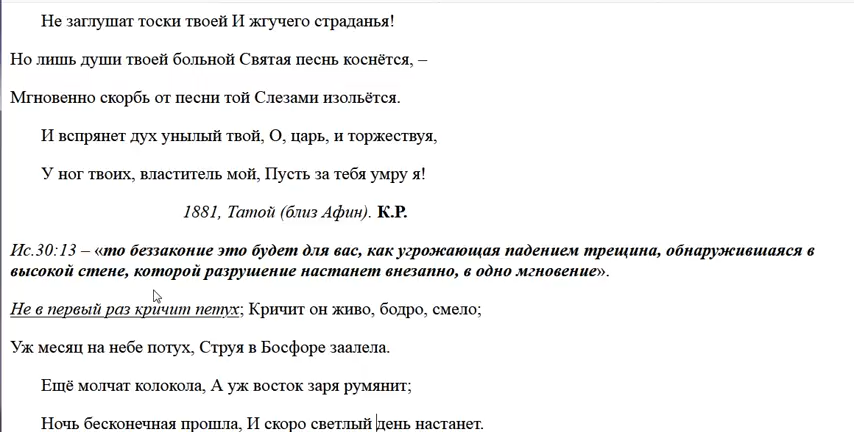 Не заглушат тоски твоей И жгучего страданья!
Но лишь души твоей больной Святая песнь коснётся, –
Мгновенно скорбь от песни той Слезами изольётся.
И вспрянет дух унылый твой, О, царь, и торжествуя,
У ног твоих, властитель мой, Пусть за тебя умру я!
1881, Татой (близ Афин). К.Р.
Ис.30:13 – «то беззаконие это будет для вас, как угрожающая падением трещина, обнаружившаяся в
высокой стене, которой разрушение настанет внезапно, в одно мгновение».
Не в первый раз кричит петух; Кричит он живо, бодро, смело;
Уж месяц на небе потух, Струя в Босфоре заалела.
Ещё молчат колокола, А уж восток заря румянит;
Ночь бесконечная прошла, И скоро светлый день настанет.